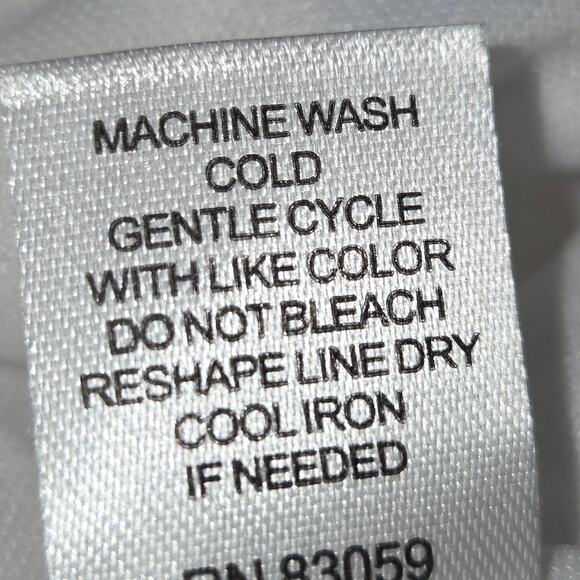 MACHINE WASH
COLD
GENTLE CYCLE
WITH LIKE COLOR
DO NOT BLEACH
RESHAPE LINE DRY
COOL IRON
IF NEEDED
RN 83059